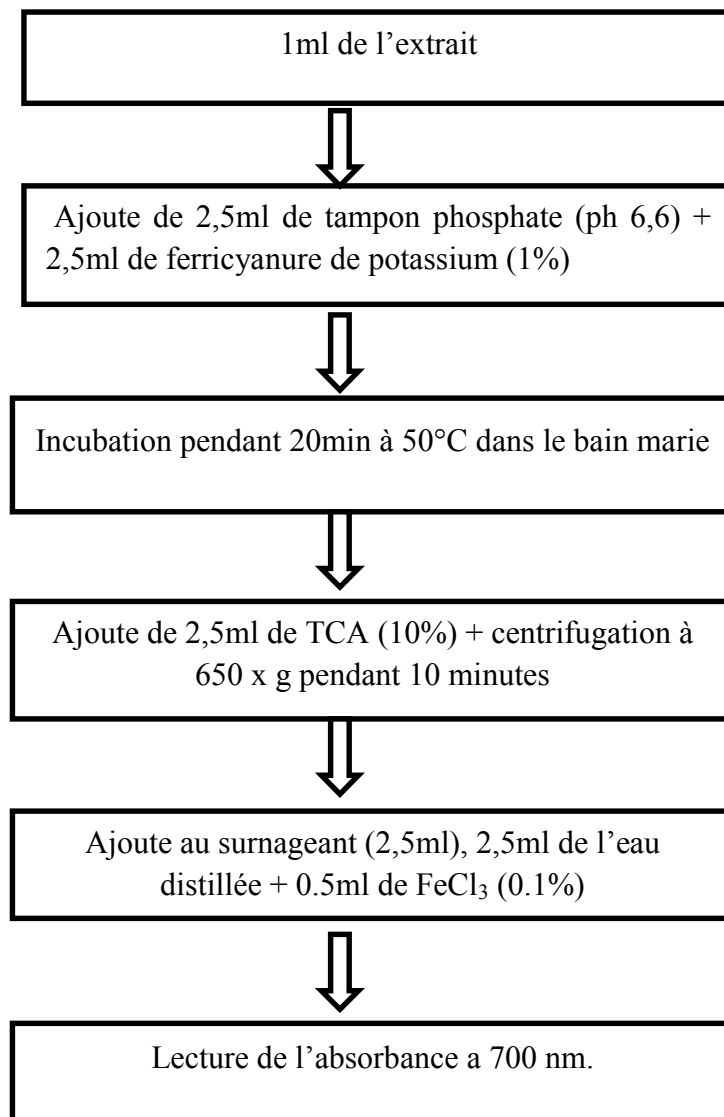 1ml de l’extrait
Ajoute de 2,5ml de tampon phosphate (ph 6,6) +
2,5ml de ferricyanure de potassium (1%)
Incubation pendant 20min à 50°C dans le bain marie
Ajoute de 2,5ml de TCA (10%) + centrifugation à
650 x g pendant 10 minutes
Ajoute au surnageant (2,5ml), 2,5ml de l’eau
distillée + 0.5ml de FeCl₃ (0.1%)
Lecture de l’absorbance a 700 nm.